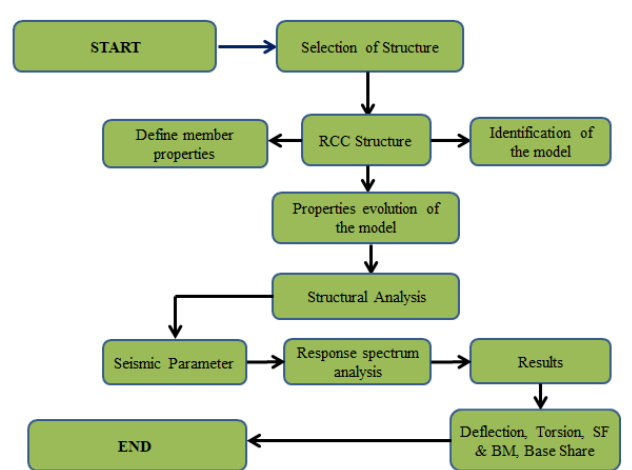 START
Selection of Structure
Define member
properties
RCC Structure
Identification of
the model
Properties evolution of
the model
Structural Analysis
Seismic Parameter
Response spectrum
analysis
Results
Deflection, Torsion, SF
& BM, Base Share
END